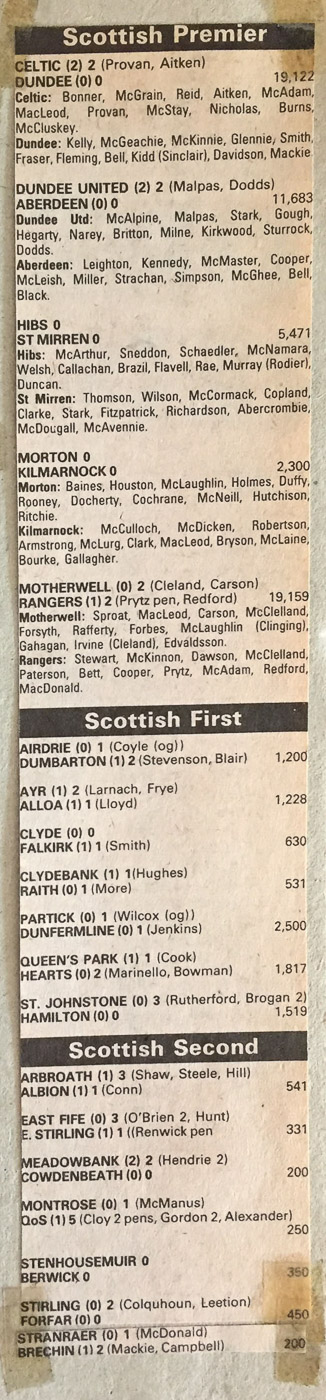 Scottish Premier
CELTIC (2) 2 (Provan, Aitken)
DUNDEE (0) 0 19,122
Celtic: Bonner, McGrain, Reid, Aitken, McAdam,
MacLeod, Provan, McStay, Nicholas, Burns,
McCluskey.
Dundee: Kelly, McGeachie, McKinnie, Glennie, Smith,
Fraser, Fleming, Bell, Kidd (Sinclair), Davidson, Mackie
DUNDEE UNITED (2) 2 (Malpas, Dodds)
ABERDEEN (0) 0 11,683
Dundee Utd: McAlpine, Malpas, Stark, Gough,
Hegarty, Narey, Britton, Milne, Kirkwood, Sturrock,
Dodds.
Aberdeen: Leighton, Kennedy, McMaster, Cooper,
McLeish, Miller, Strachan, Simpson, McGhee, Bell,
Black.
HIBS 0
ST MIRREN 0 5,471
Hibs: McArthur, Sneddon, Schaedler, McNamara,
Welsh, Callachan, Brazil, Flavell, Rae, Murray (Rodier),
Duncan.
St Mirren: Thomson, Wilson, McCormack, Copland,
Clarke, Stark, Fitzpatrick, Richardson, Abercrombie,
McDougall, McAvennie.
MORTON 0
KILMARNOCK 0 2,300
Morton: Baines, Houston, McLaughlin, Holmes, Duffy,
Rooney, Docherty, Cochrane, McNeill, Hutchison,
Ritchie.
Kilmarnock: McCulloch, McDicken, Robertson,
Armstrong, McLurg, Clark, MacLeod, Bryson, McLaine,
Bourke, Gallagher.
MOTHERWELL (0) 2 (Cleland, Carson)
RANGERS (1) 2 (Prytz pen, Redford) 19,159
Motherwell: Sproat, MacLeod, Carson, McClelland,
Forsyth, Rafferty, Forbes, McLaughlin (Clinging),
Gahagan, Irvine (Cleland), Edvaldsson.
Rangers: Stewart, McKinnon, Dawson, McClelland,
Paterson, Bett, Cooper, Prytz, McAdam, Redford,
MacDonald.
Scottish First
AIRDRIE (0) 1 (Coyle (og))
DUMBARTON (1) 2 (Stevenson, Blair) 1,200
AYR (1) 2 (Larnach, Frye)
ALLOA (1) 1 (Lloyd) 1,228
CLYDE (0) 0
FALKIRK (1) 1 (Smith) 630
CLYDEBANK (1) 1(Hughes)
RAITH (0) 1 (More) 531
PARTICK (0) 1 (Wilcox (og))
DUNFERMLINE (0) 1 (Jenkins) 2,500
QUEEN'S PARK (1) 1 (Cook)
HEARTS (0) 2 (Marinello, Bowman) 1,817
ST. JOHNSTONE (0) 3 (Rutherford, Brogan 2)
HAMILTON (0) 0 1,519
Scottish Second
ARBROATH (1) 3 (Shaw, Steele, Hill)
ALBION (1) 1 (Conn) 541
EAST FIFE (0) 3 (O'Brien 2, Hunt)
E. STIRLING (1) 1 ((Renwick pen 331
MEADOWBANK (2) 2 (Hendrie 2)
COWDENBEATH (0) 0 200
MONTROSE (0) 1 (McManus)
QoS (1) 5 (Cloy 2 pens, Gordon 2, Alexander)
250
STENHOUSEMUIR 0
BERWICK 0 350
STIRLING (0) 2 (Colquhoun, Leetion)
FORFAR (0) 0 450
STRANRAER (0) 1 (McDonald)
BRECHIN (1) 2 (Mackie, Campbell) 200